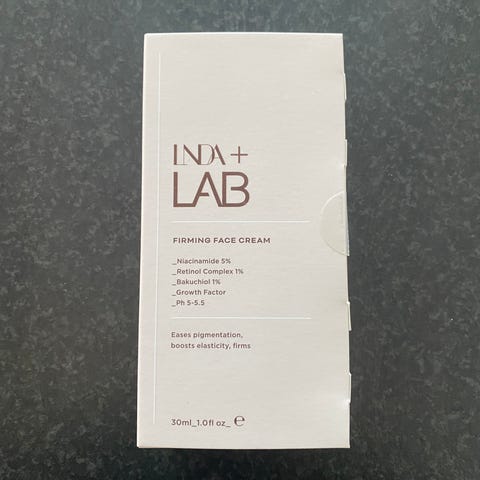 LNDA +
LAB
FIRMING FACE CREAM
_Niacinamide 5%
_Retinol Complex 1%
_Bakuchiol 1%
_Growth Factor
_Ph 5-5.5
Eases pigmentation,
boosts elasticity, firms
30ml_1.0fl oz_ ℮